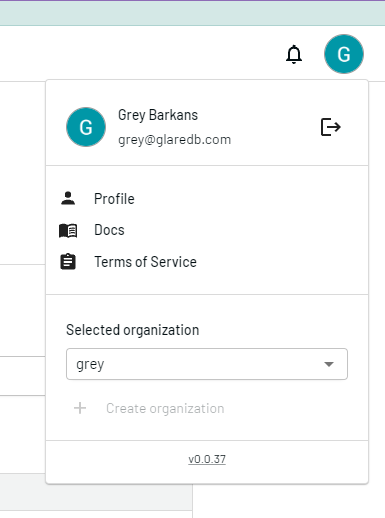 G
G
Grey Barkans
grey@glaredb.com
Profile
Docs
Terms of Service
Selected organization
grey
Create organization
v0.0.37